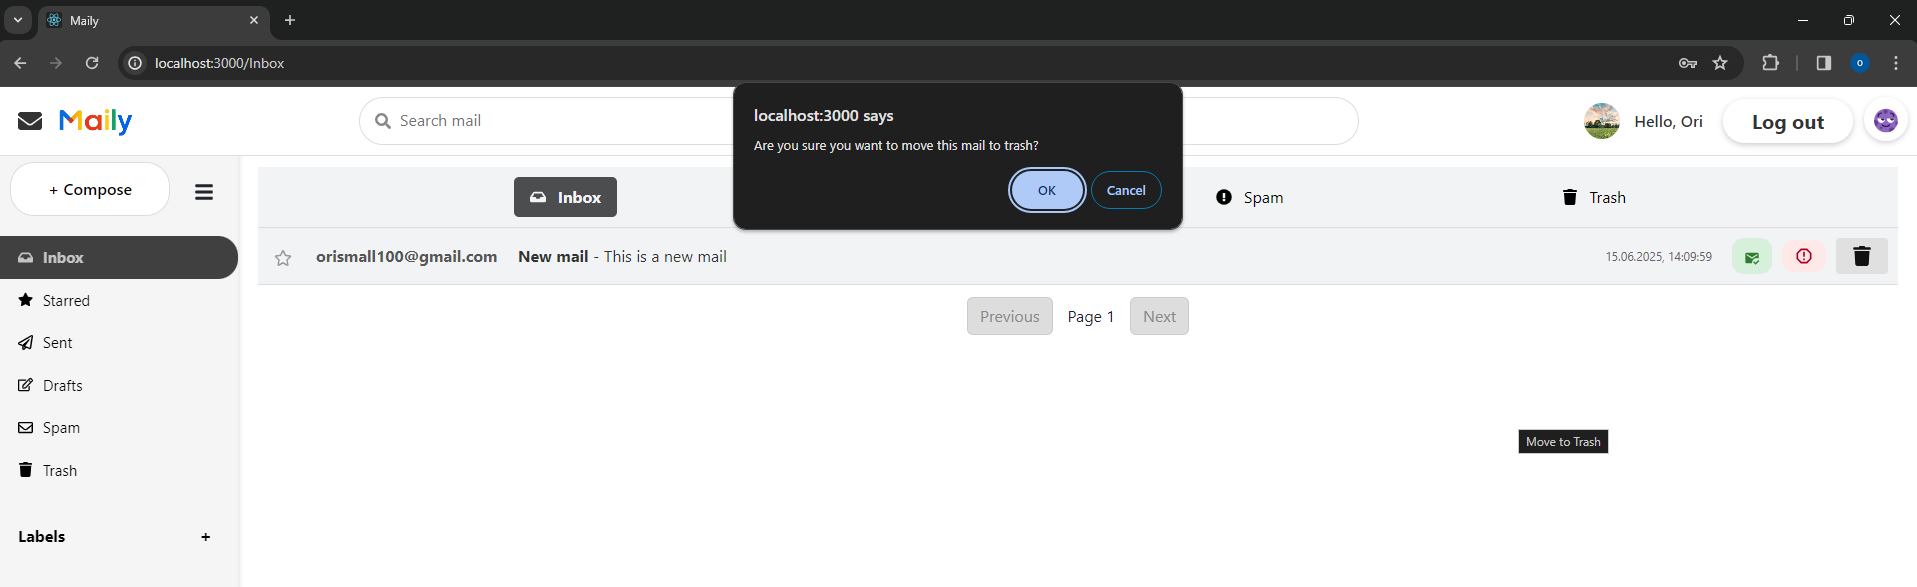 Maily
localhost:3000/Inbox
Maily
Search mail
localhost:3000 says
Are you sure you want to move this mail to trash?
OK
Cancel
Hello, Ori
Log out
+ Compose
Inbox
Spam
Trash
Inbox
orismall100@gmail.com New mail - This is a new mail 15.06.2025, 14:09:59
Starred
Previous Page 1 Next
Sent
Drafts
Spam
Move to Trash
Trash
Labels +